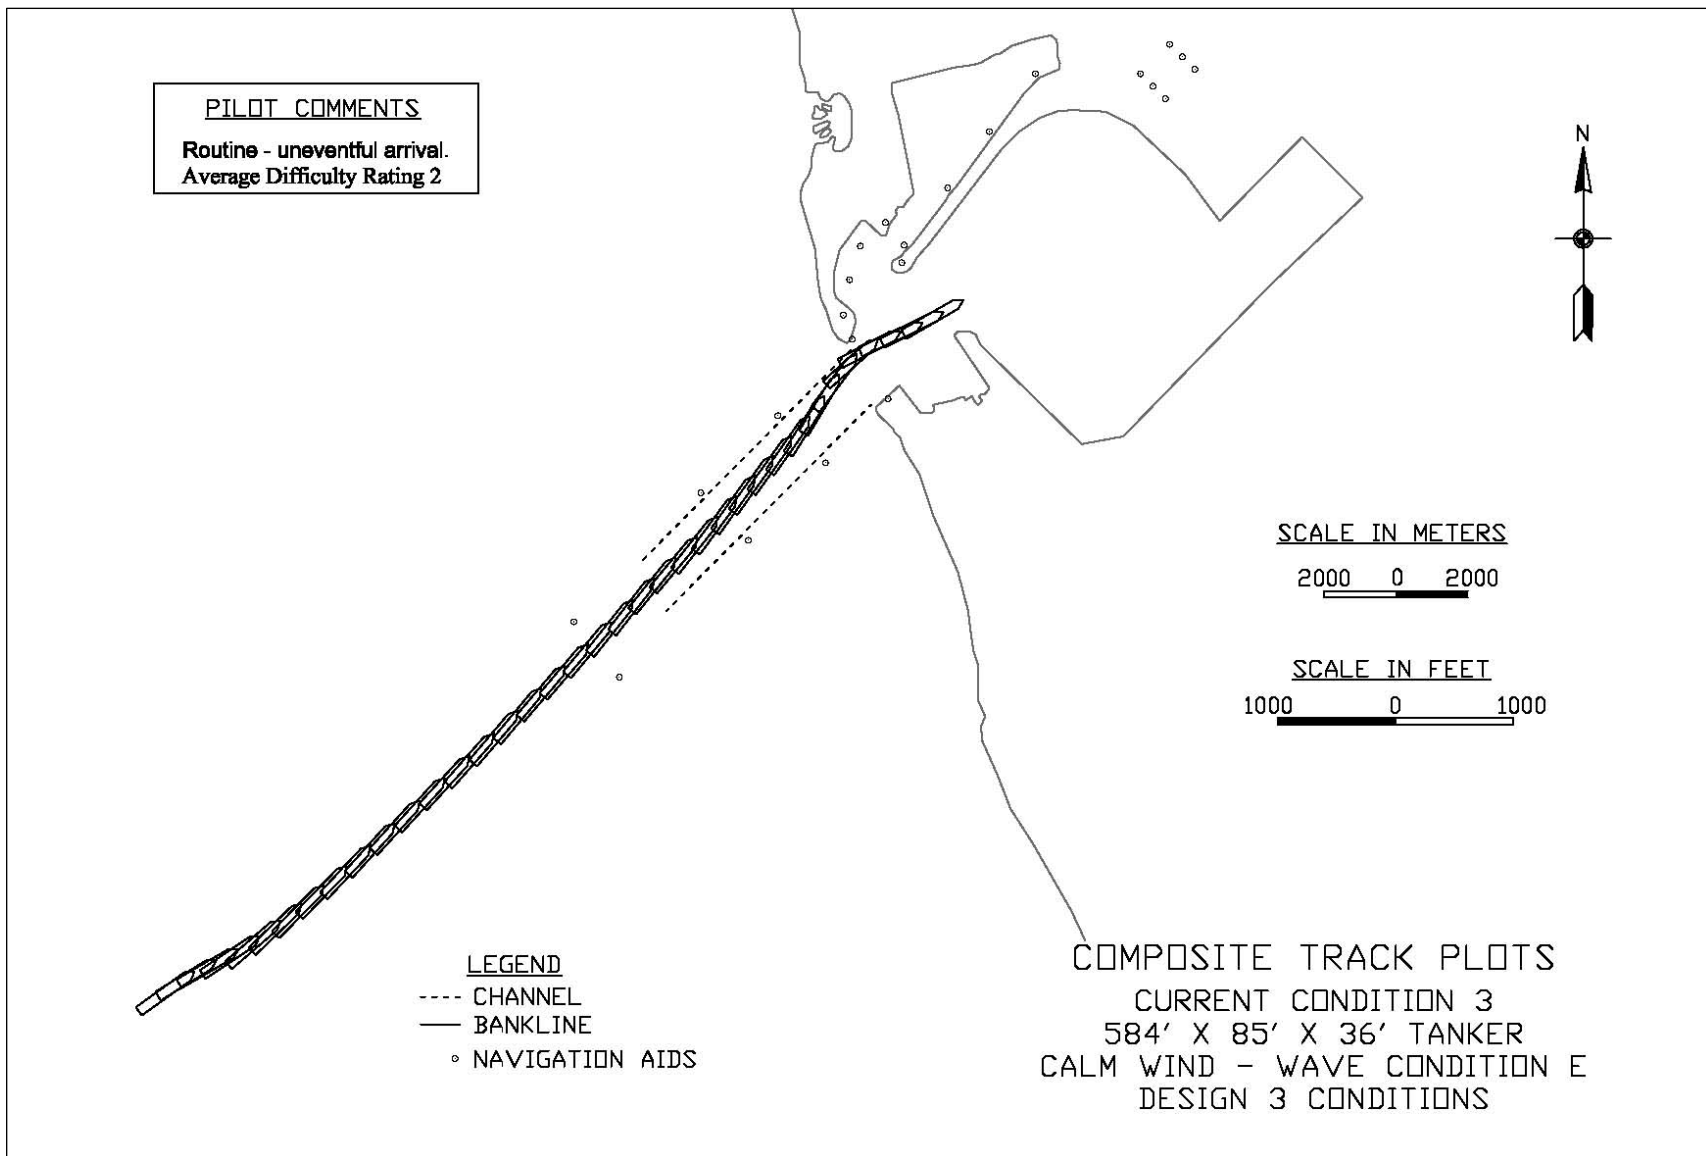 PILOT COMMENTS
Routine - uneventful arrival.
Average Difficulty Rating 2
N
SCALE IN METERS
2000 0 2000
SCALE IN FEET
1000 0 1000
LEGEND
CHANNEL
BANKLINE
NAVIGATION AIDS
COMPOSITE TRACK PLOTS
CURRENT CONDITION 3
584' X 85' X 36' TANKER
CALM WIND - WAVE CONDITION E
DESIGN 3 CONDITIONS